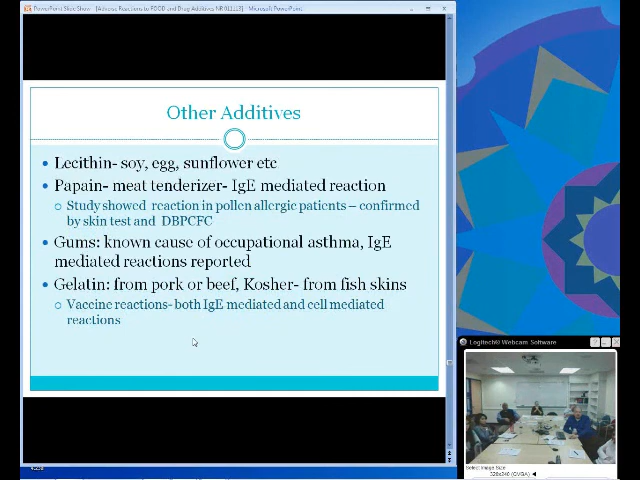 PowerPoint Slide Show - [Adverse Reactions to FOOD and Drug Additives NR 011113] - Microsoft PowerPoint
Other Additives
• Lecithin- soy, egg, sunflower etc
• Papain- meat tenderizer- IgE mediated reaction
Study showed reaction in pollen allergic patients – confirmed
by skin test and DBPCFC
• Gums: known cause of occupational asthma, IgE
mediated reactions reported
• Gelatin: from pork or beef, Kosher- from fish skins
Vaccine reactions- both IgE mediated and cell mediated
reactions
Logitech® Webcam Software
Select Image Size